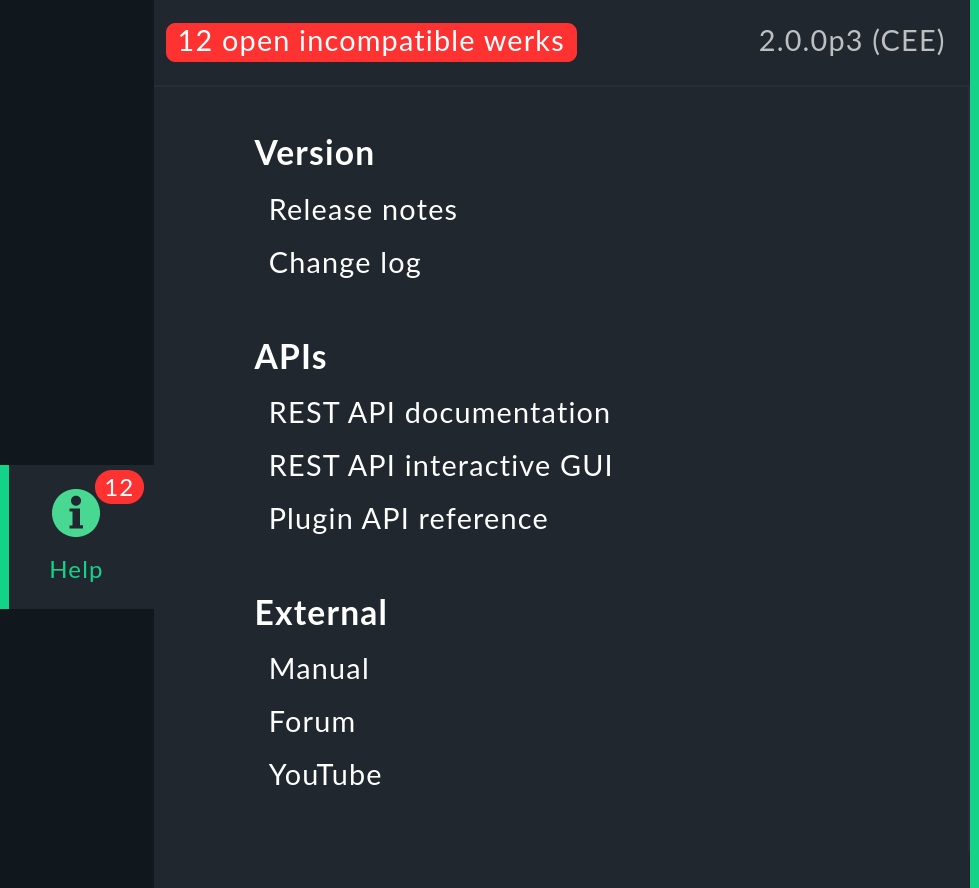 12 open incompatible werks
2.0.0p3 (CEE)
Version
Release notes
Change log
APIs
REST API documentation
REST API interactive GUI
Plugin API reference
12
Help
External
Manual
Forum
YouTube